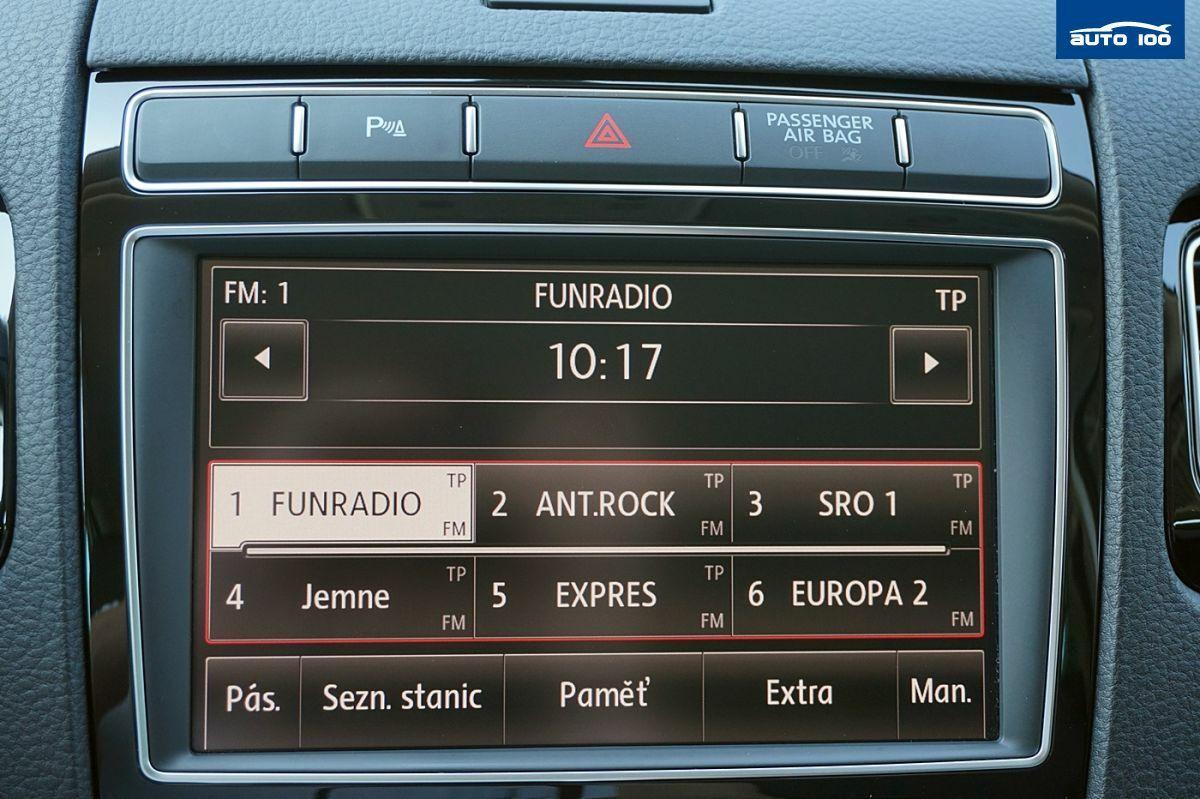 AUTO 100
P
PASSENGER
AIR BAG
OFF
FM: 1 FUNRADIO TP
10:17
1 FUNRADIO TP FM
2 ANT.ROCK TP FM
3 SRO 1 TP FM
4 Jemne TP FM
5 EXPRES TP FM
6 EUROPA 2 FM
Pás. Sezn. stanic Paměť Extra Man.